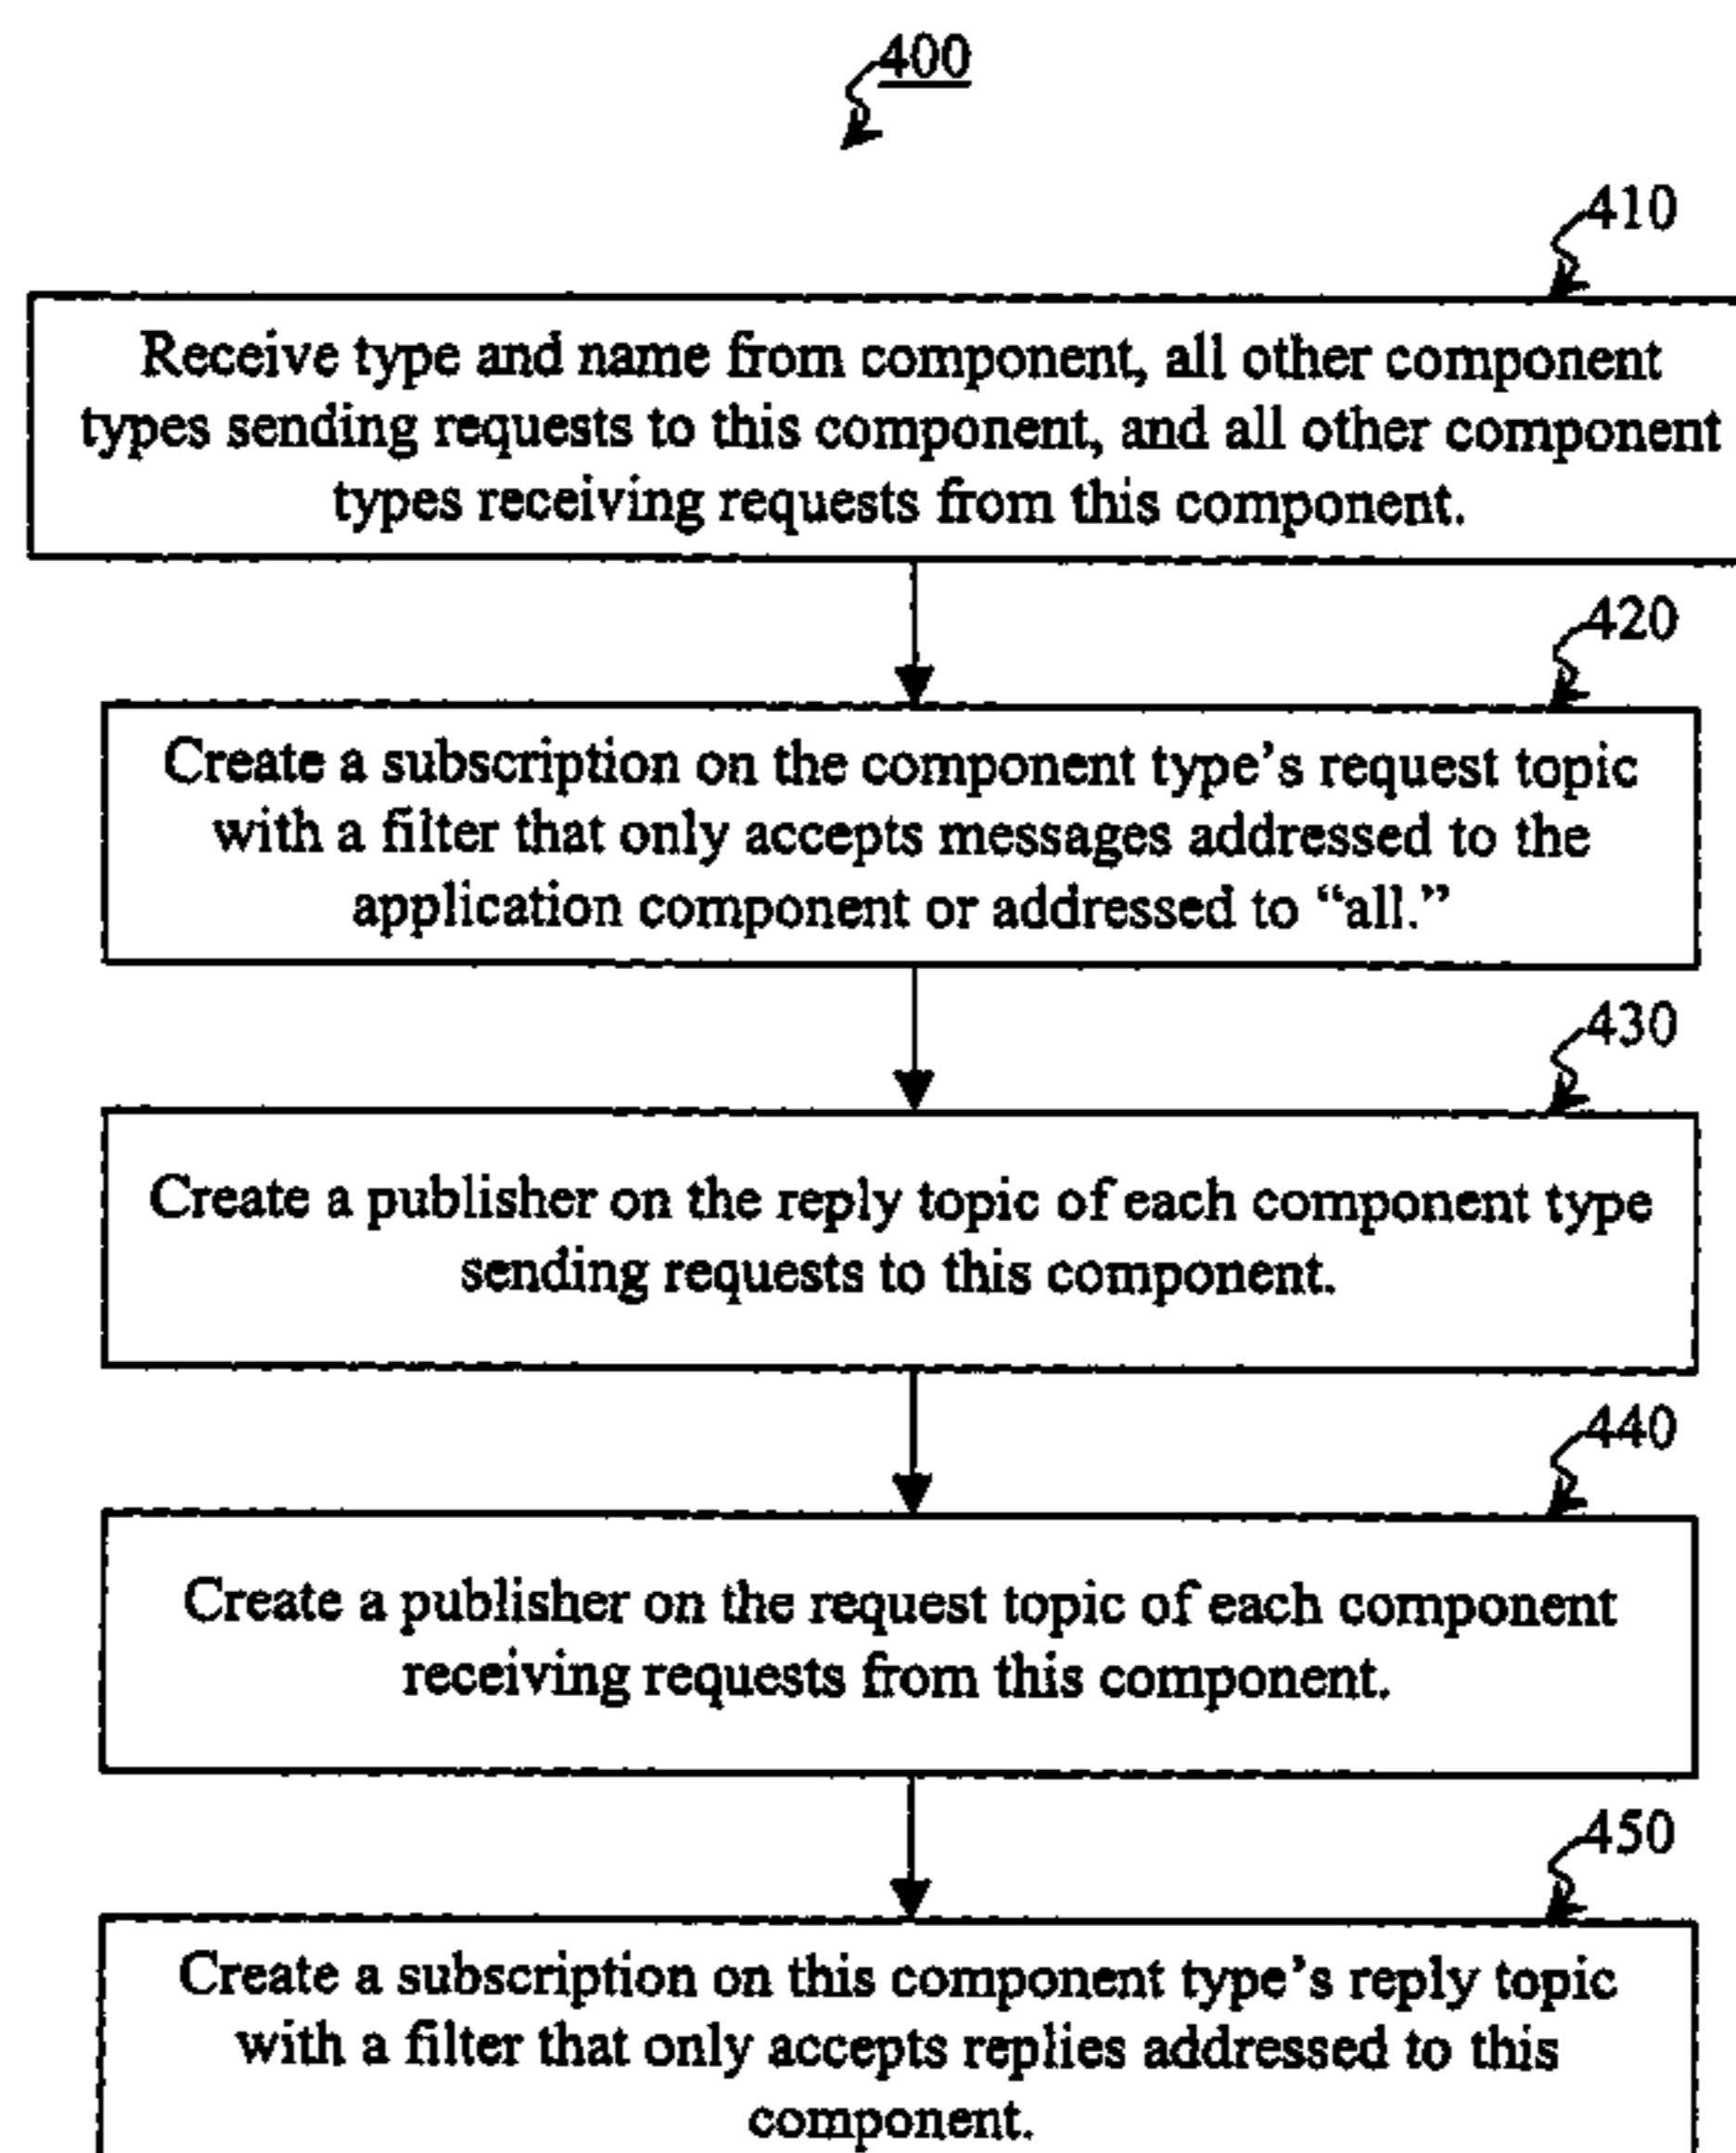 400
410
Receive type and name from component, all other component
types sending requests to this component, and all other component
types receiving requests from this component.
420
Create a subscription on the component type's request topic
with a filter that only accepts messages addressed to the
application component or addressed to “all.”
430
Create a publisher on the reply topic of each component type
sending requests to this component.
440
Create a publisher on the request topic of each component
receiving requests from this component.
450
Create a subscription on this component type's reply topic
with a filter that only accepts replies addressed to this
component.